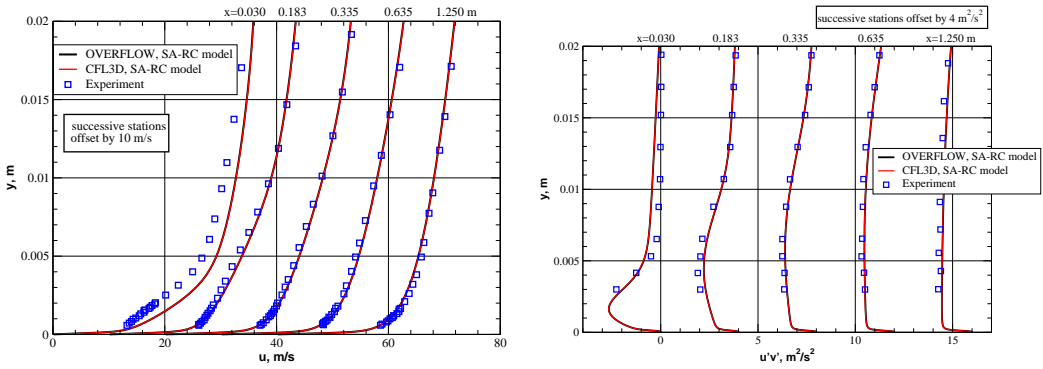 x=0.030 0.183 0.335 0.635 1.250 m
0.02
OVERFLOW, SA-RC model
CFL3D, SA-RC model
Experiment
0.015
successive stations
offset by 10 m/s
y, m
0.01
0.005
0
0 20 40 60 80
u, m/s
successive stations offset by 4 m²/s²
x=0.030 0.183 0.335 0.635 x=1.250 m
0.02
0.015
OVERFLOW, SA-RC model
CFL3D, SA-RC model
Experiment
y, m
0.01
0.005
0
0 5 10 15
u'v', m²/s²